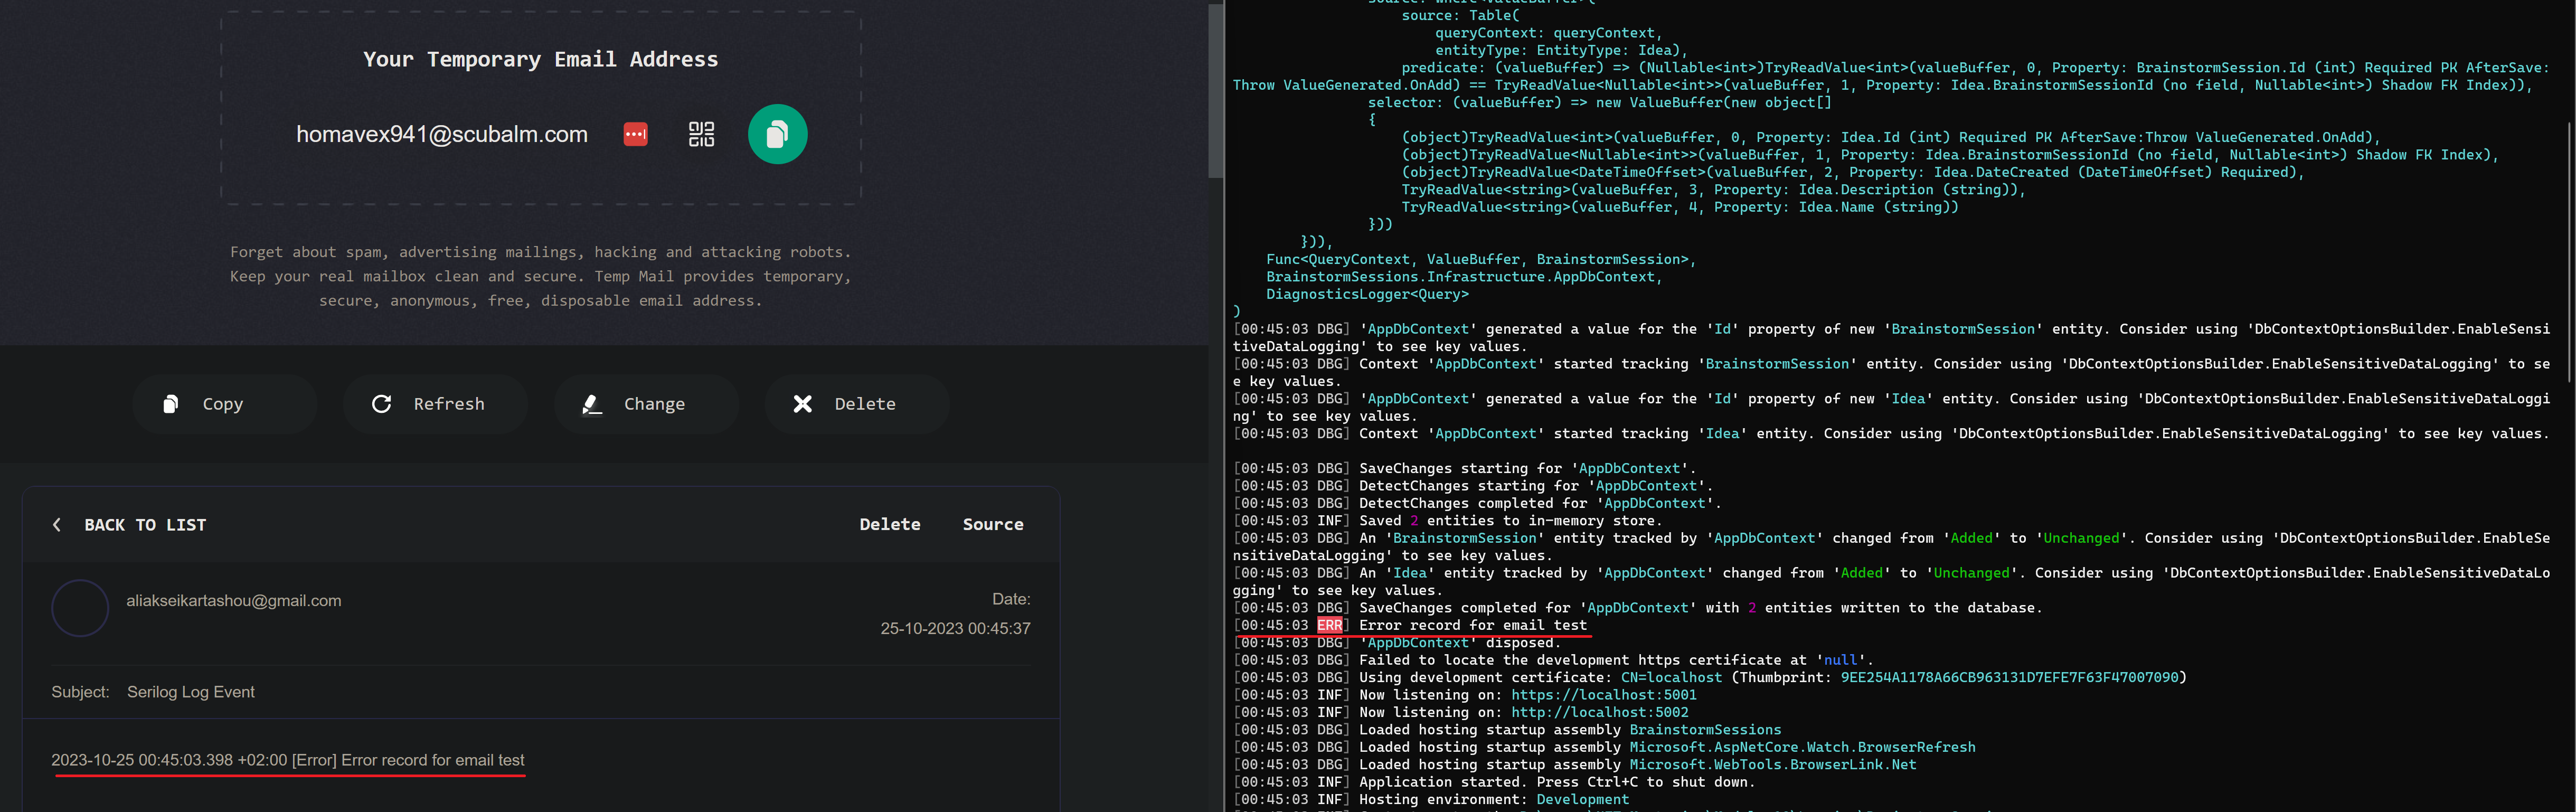 Your Temporary Email Address
homavex941@scubalm.com
Forget about spam, advertising mailings, hacking and attacking robots.
Keep your real mailbox clean and secure. Temp Mail provides temporary,
secure, anonymous, free, disposable email address.
Copy
Refresh
Change
Delete
BACK TO LIST
Delete
Source
aliakseikartashou@gmail.com
Date:
25-10-2023 00:45:37
Subject: Serilog Log Event
2023-10-25 00:45:03.398 +02:00 [Error] Error record for email test
source: Where<ValueBuffer>(
source: Table(
queryContext: queryContext,
entityType: EntityType: Idea),
predicate: (valueBuffer) => (Nullable<int>)TryReadValue<int>(valueBuffer, 0, Property: BrainstormSession.Id (int) Required PK AfterSave:
Throw ValueGenerated.OnAdd) == TryReadValue<Nullable<int>>(valueBuffer, 1, Property: Idea.BrainstormSessionId (no field, Nullable<int>) Shadow FK Index)),
selector: (valueBuffer) => new ValueBuffer(new object[]
{
(object)TryReadValue<int>(valueBuffer, 0, Property: Idea.Id (int) Required PK AfterSave:Throw ValueGenerated.OnAdd),
(object)TryReadValue<Nullable<int>>(valueBuffer, 1, Property: Idea.BrainstormSessionId (no field, Nullable<int>) Shadow FK Index),
(object)TryReadValue<DateTimeOffset>(valueBuffer, 2, Property: Idea.DateCreated (DateTimeOffset) Required),
TryReadValue<string>(valueBuffer, 3, Property: Idea.Description (string)),
TryReadValue<string>(valueBuffer, 4, Property: Idea.Name (string))
}))
})),
Func<QueryContext, ValueBuffer, BrainstormSession>,
BrainstormSessions.Infrastructure.AppDbContext,
DiagnosticsLogger<Query>
)
[00:45:03 DBG] 'AppDbContext' generated a value for the 'Id' property of new 'BrainstormSession' entity. Consider using 'DbContextOptionsBuilder.EnableSensi
tiveDataLogging' to see key values.
[00:45:03 DBG] Context 'AppDbContext' started tracking 'BrainstormSession' entity. Consider using 'DbContextOptionsBuilder.EnableSensitiveDataLogging' to se
e key values.
[00:45:03 DBG] 'AppDbContext' generated a value for the 'Id' property of new 'Idea' entity. Consider using 'DbContextOptionsBuilder.EnableSensitiveDataLoggi
ng' to see key values.
[00:45:03 DBG] Context 'AppDbContext' started tracking 'Idea' entity. Consider using 'DbContextOptionsBuilder.EnableSensitiveDataLogging' to see key values.
[00:45:03 DBG] SaveChanges starting for 'AppDbContext'.
[00:45:03 DBG] DetectChanges starting for 'AppDbContext'.
[00:45:03 DBG] DetectChanges completed for 'AppDbContext'.
[00:45:03 INF] Saved 2 entities to in-memory store.
[00:45:03 DBG] An 'BrainstormSession' entity tracked by 'AppDbContext' changed from 'Added' to 'Unchanged'. Consider using 'DbContextOptionsBuilder.EnableSe
nsitiveDataLogging' to see key values.
[00:45:03 DBG] An 'Idea' entity tracked by 'AppDbContext' changed from 'Added' to 'Unchanged'. Consider using 'DbContextOptionsBuilder.EnableSensitiveDataLo
gging' to see key values.
[00:45:03 DBG] SaveChanges completed for 'AppDbContext' with 2 entities written to the database.
[00:45:03 ERR] Error record for email test
[00:45:03 DBG] 'AppDbContext' disposed.
[00:45:03 DBG] Failed to locate the development https certificate at 'null'.
[00:45:03 DBG] Using development certificate: CN=localhost (Thumbprint: 9EE254A1178A66CB963131D7EFE7F63F47007090)
[00:45:03 INF] Now listening on: https://localhost:5001
[00:45:03 INF] Now listening on: http://localhost:5002
[00:45:03 DBG] Loaded hosting startup assembly BrainstormSessions
[00:45:03 DBG] Loaded hosting startup assembly Microsoft.AspNetCore.Watch.BrowserRefresh
[00:45:03 DBG] Loaded hosting startup assembly Microsoft.WebTools.BrowserLink.Net
[00:45:03 INF] Application started. Press Ctrl+C to shut down.
[00:45:03 INF] Hosting environment: Development